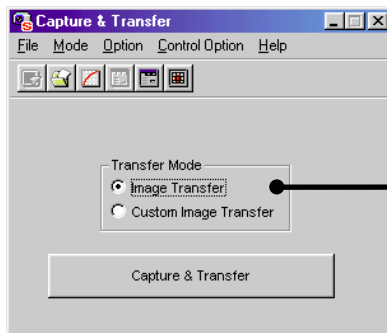 Capture & Transfer
File Mode Option Control Option Help
Transfer Mode
Image Transfer
Custom Image Transfer
Capture & Transfer